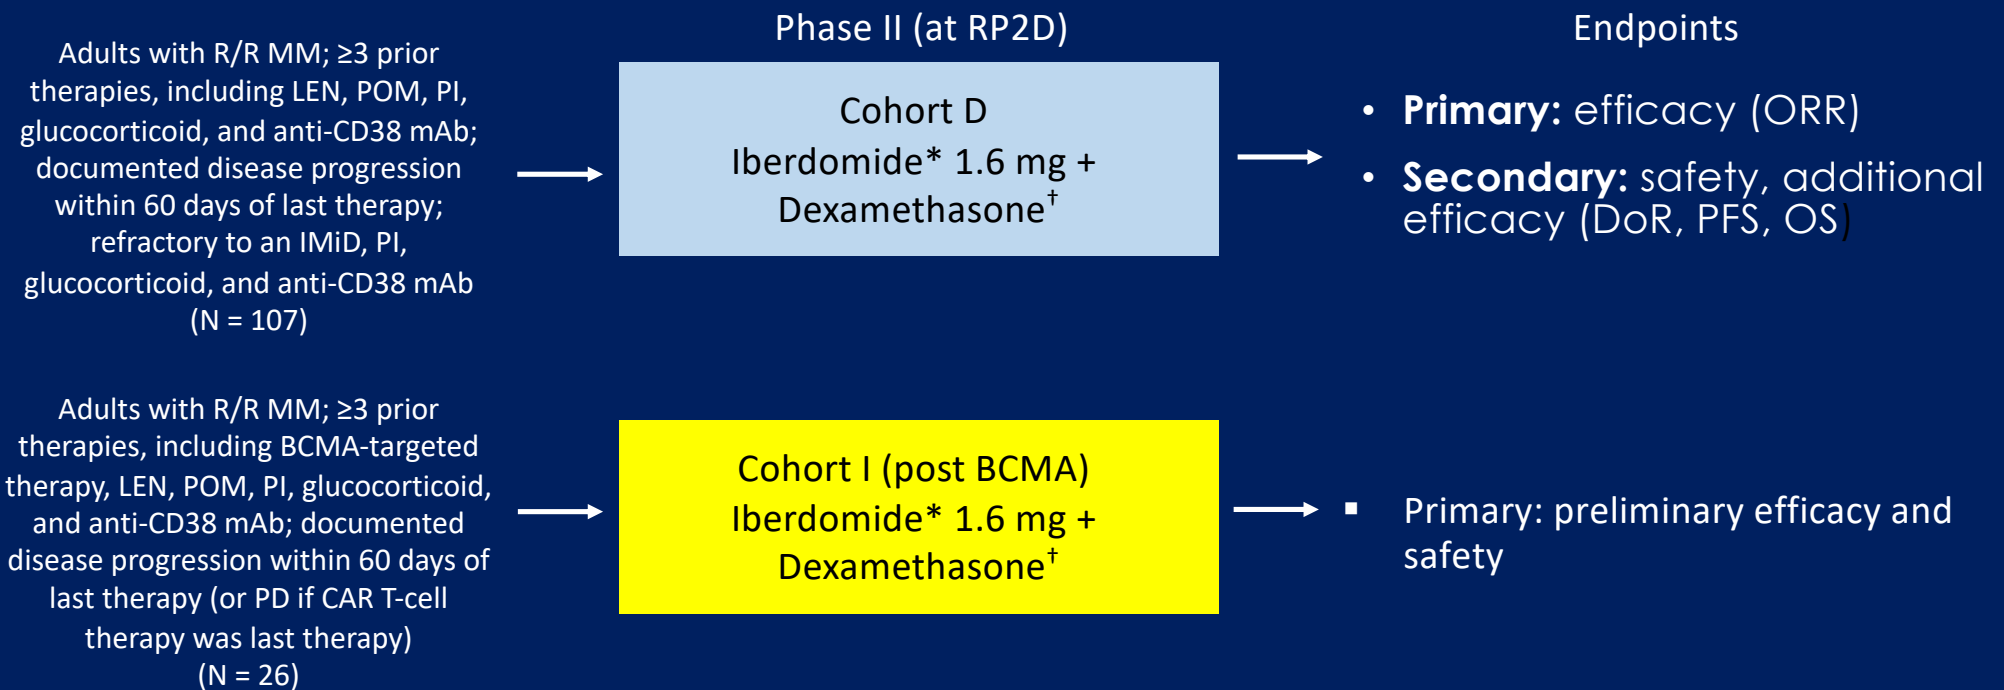 Phase II (at RP2D)
Endpoints
Adults with R/R MM; ≥3 prior
therapies, including LEN, POM, PI,
glucocorticoid, and anti-CD38 mAb;
documented disease progression
within 60 days of last therapy;
refractory to an IMiD, PI,
glucocorticoid, and anti-CD38 mAb
(N = 107)
Cohort D
Iberdomide* 1.6 mg +
Dexamethasone†
• Primary: efficacy (ORR)
• Secondary: safety, additional
efficacy (DoR, PFS, OS)
Adults with R/R MM; ≥3 prior
therapies, including BCMA-targeted
therapy, LEN, POM, PI, glucocorticoid,
and anti-CD38 mAb; documented
disease progression within 60 days of
last therapy (or PD if CAR T-cell
therapy was last therapy)
(N = 26)
Cohort I (post BCMA)
Iberdomide* 1.6 mg +
Dexamethasone†
▪ Primary: preliminary efficacy and
safety